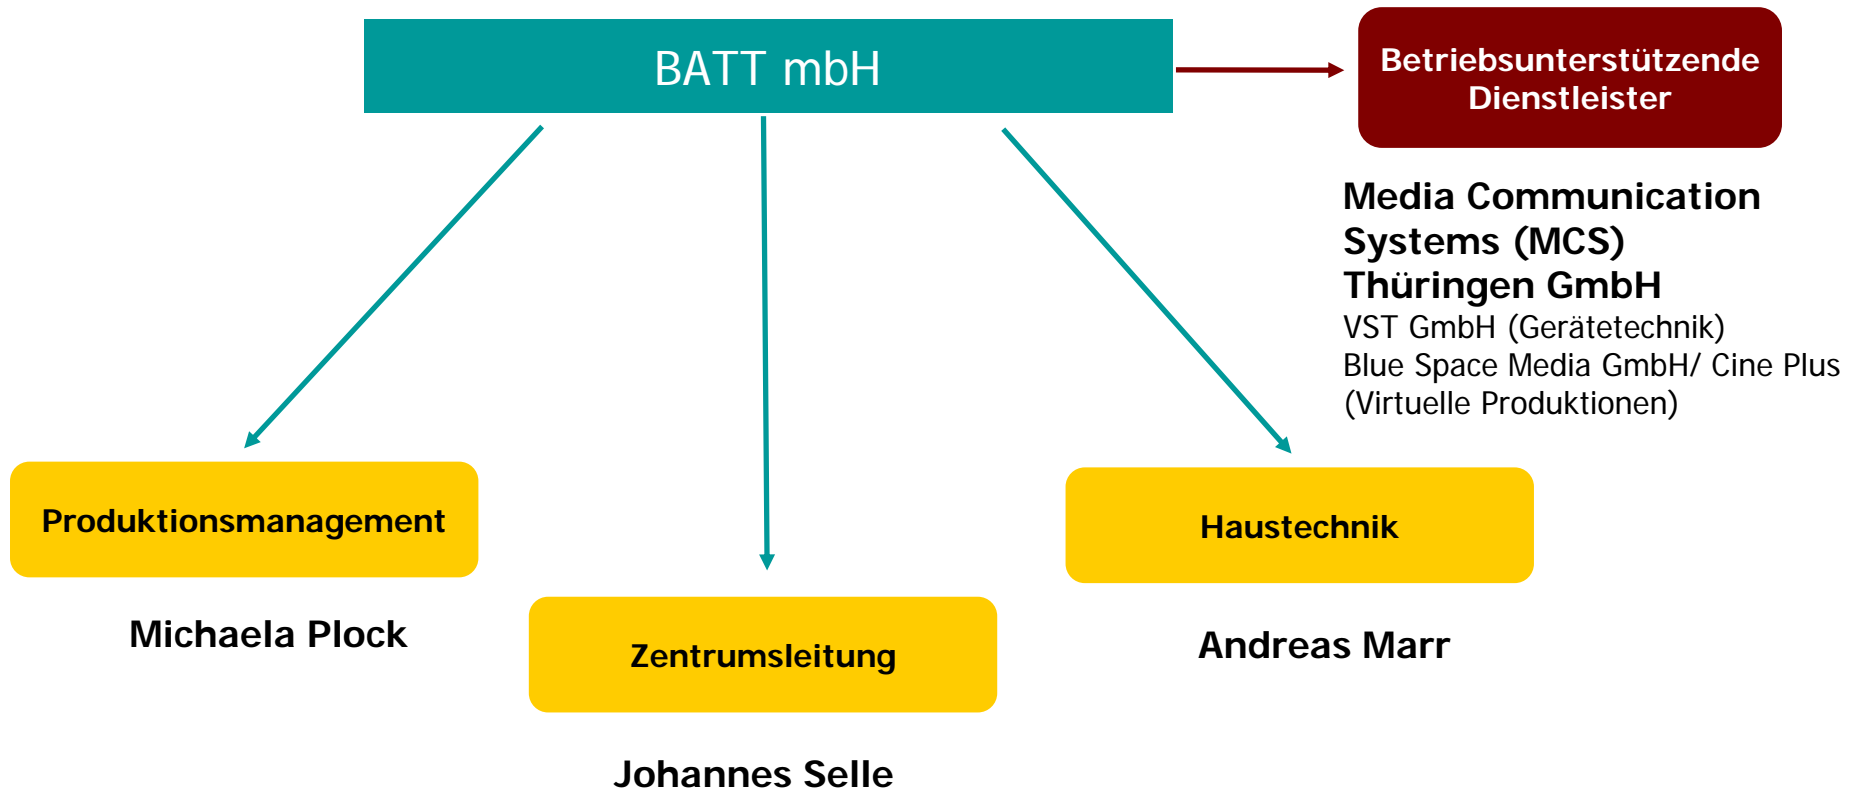 BATT mbH
Betriebsunterstützende
Dienstleister
Media Communication
Systems (MCS)
Thüringen GmbH
VST GmbH (Gerätetechnik)
Blue Space Media GmbH/ Cine Plus
(Virtuelle Produktionen)
Produktionsmanagement
Michaela Plock
Zentrumsleitung
Johannes Selle
Haustechnik
Andreas Marr